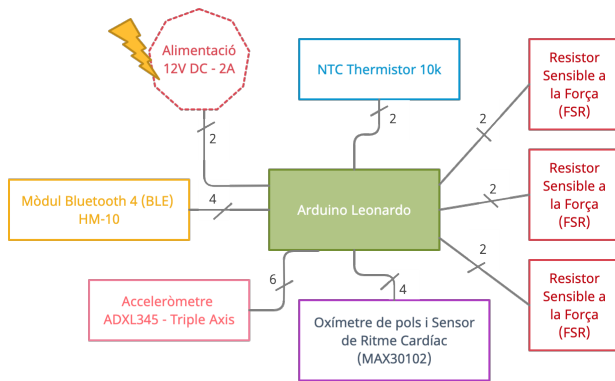 Alimentació
12V DC - 2A
2
NTC Thermistor 10k
2
Resistor
Sensible a
la Força
(FSR)
2
Mòdul Bluetooth 4 (BLE)
HM-10
4
Arduino Leonardo
2
Resistor
Sensible a
la Força
(FSR)
2
Resistor
Sensible a
la Força
(FSR)
6
Acceleròmetre
ADXL345 - Triple Axis
4
Oxímetre de pols i Sensor
de Ritme Cardíac
(MAX30102)